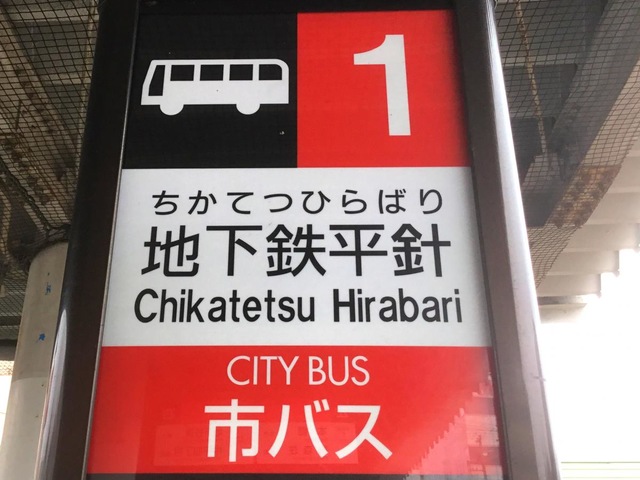 1
ちかてつひらばり
地下鉄平針
Chikatetsu Hirabari
CITY BUS
市バス